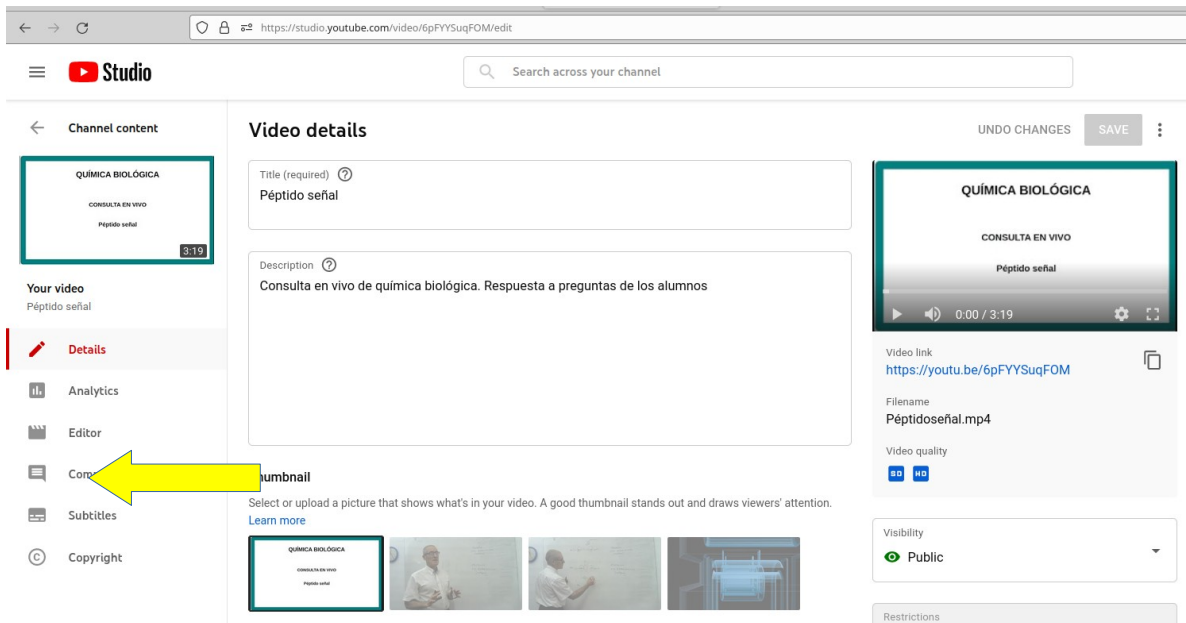 https://studio.youtube.com/video/6pFYYSuqFOM/edit
Studio
Search across your channel
Channel content
QUÍMICA BIOLÓGICA
CONSULTA EN VIVO
Péptido señal
3:19
Your video
Péptido señal
Details
Analytics
Editor
Subtitles
Copyright
Video details
UNDO CHANGES
SAVE
Title (required)
Péptido señal
Description
Consulta en vivo de química biológica. Respuesta a preguntas de los alumnos
Select or upload a picture that shows what's in your video. A good thumbnail stands out and draws viewers' attention.
Learn more
QUÍMICA BIOLÓGICA
CONSULTA EN VIVO
Péptido señal
QUÍMICA BIOLÓGICA
CONSULTA EN VIVO
Péptido señal
0:00 / 3:19
Video link
https://youtu.be/6pFYYSuqFOM
Filename
Péptidoseñal.mp4
Video quality
SD HD
Visibility
Public
Restrictions